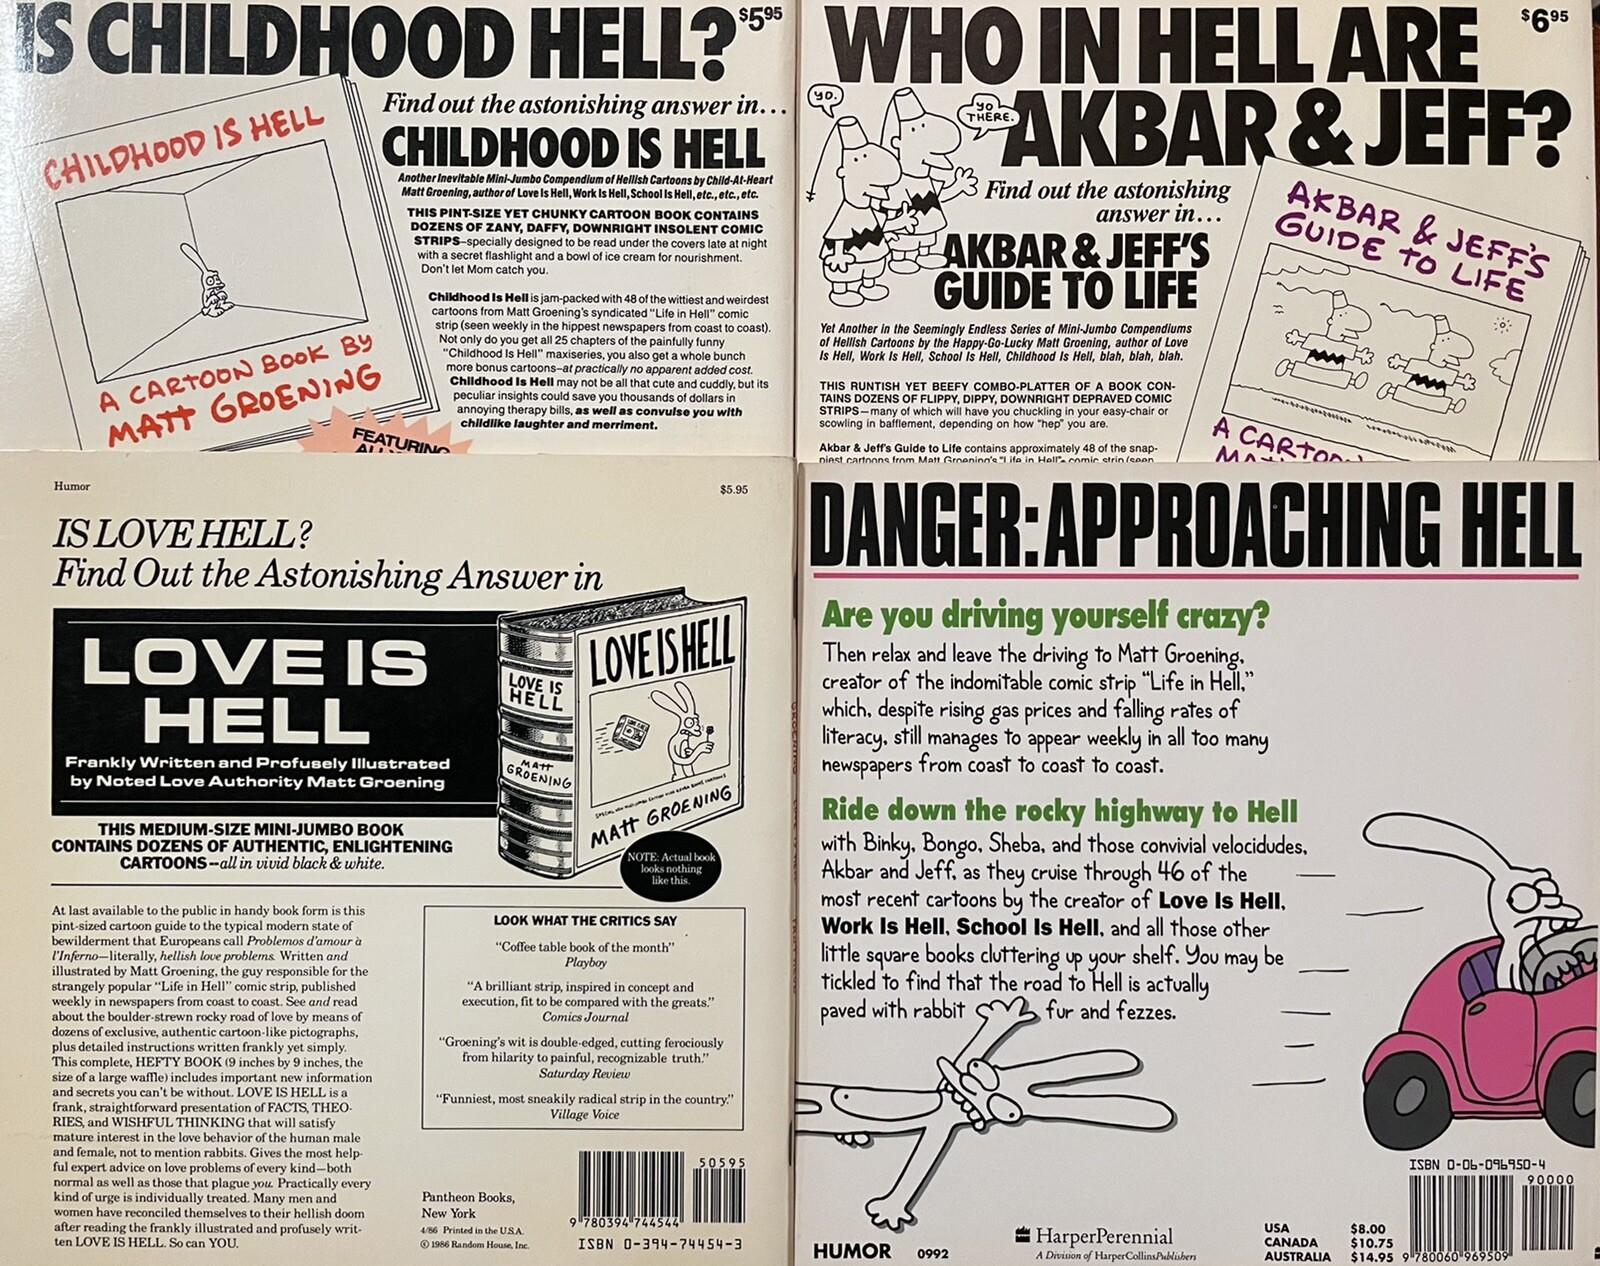 IS CHILDHOOD HELL?
$5.95
Find out the astonishing answer in...
CHILDHOOD IS HELL
Another Inevitable Mini-Jumbo Compendium of Hellish Cartoons by Child-At-Heart
Matt Groening, author of Love Is Hell, Work Is Hell, School Is Hell, etc., etc., etc.
THIS PINT-SIZE YET CHUNKY CARTOON BOOK CONTAINS
DOZENS OF ZANY, DAFFY, DOWNRIGHT INSOLENT COMIC
STRIPS–specially designed to be read under the covers late at night
with a secret flashlight and a bowl of ice cream for nourishment.
Don't let Mom catch you.
Childhood Is Hell is jam-packed with 48 of the wittiest and weirdest
cartoons from Matt Groening's syndicated "Life in Hell" comic
strip (seen weekly in the hippest newspapers from coast to coast).
Not only do you get all 25 chapters of the painfully funny
"Childhood Is Hell" maxiseries, you also get a whole bunch
more bonus cartoons–at practically no apparent added cost.
Childhood Is Hell may not be all that cute and cuddly, but its
peculiar insights could save you thousands of dollars in
annoying therapy bills, as well as convulse you with
childlike laughter and merriment.
CHILDHOOD IS HELL
A CARTOON BOOK BY
MATT GROENING
FEATURING
WHO IN HELL ARE
AKBAR & JEFF?
$6.95
YO.
YO
THERE.
Find out the astonishing
answer in...
AKBAR & JEFF'S
GUIDE TO LIFE
Yet Another in the Seemingly Endless Series of Mini-Jumbo Compendiums
of Hellish Cartoons by the Happy-Go-Lucky Matt Groening, author of Love
Is Hell, Work Is Hell, School Is Hell, Childhood Is Hell, blah, blah, blah.
THIS RUNTISH YET BEEFY COMBO-PLATTER OF A BOOK CON-
TAINS DOZENS OF FLIPPY, DIPPY, DOWNRIGHT DEPRAVED COMIC
STRIPS—many of which will have you chuckling in your easy-chair or
scowling in bafflement, depending on how "hep" you are.
Akbar & Jeff's Guide to Life contains approximately 48 of the snap-
piest cartoons from Matt Groening's "Life in Hell" comic strip (seen
AKBAR & JEFF'S
GUIDE TO LIFE
A CARTOON
Humor
$5.95
IS LOVE HELL?
Find Out the Astonishing Answer in
LOVE IS
HELL
Frankly Written and Profusely Illustrated
by Noted Love Authority Matt Groening
THIS MEDIUM-SIZE MINI-JUMBO BOOK
CONTAINS DOZENS OF AUTHENTIC, ENLIGHTENING
CARTOONS--all in vivid black & white.
LOVE IS
HELL
MATT
GROENING
LOVE IS HELL
MATT GROENING
NOTE: Actual book
looks nothing
like this.
At last available to the public in handy book form is this
pint-sized cartoon guide to the typical modern state of
bewilderment that Europeans call Problemos d'amour à
l'Inferno—literally, hellish love problems. Written and
illustrated by Matt Groening, the guy responsible for the
strangely popular "Life in Hell" comic strip, published
weekly in newspapers from coast to coast. See and read
about the boulder-strewn rocky road of love by means of
dozens of exclusive, authentic cartoon-like pictographs,
plus detailed instructions written frankly yet simply.
This complete, HEFTY BOOK (9 inches by 9 inches, the
size of a large waffle) includes important new information
and secrets you can't be without. LOVE IS HELL is a
frank, straightforward presentation of FACTS, THEO-
RIES, and WISHFUL THINKING that will satisfy
mature interest in the love behavior of the human male
and female, not to mention rabbits. Gives the most help-
ful expert advice on love problems of every kind—both
normal as well as those that plague you. Practically every
kind of urge is individually treated. Many men and
women have reconciled themselves to their hellish doom
after reading the frankly illustrated and profusely writ-
ten LOVE IS HELL. So can YOU.
LOOK WHAT THE CRITICS SAY
"Coffee table book of the month"
Playboy
"A brilliant strip, inspired in concept and
execution, fit to be compared with the greats."
Comics Journal
"Groening's wit is double-edged, cutting ferociously
from hilarity to painful, recognizable truth."
Saturday Review
"Funniest, most sneakily radical strip in the country."
Village Voice
Pantheon Books,
New York
4/86 Printed in the U.S.A.
© 1986 Random House, Inc.
50595
9 780394 744544
ISBN 0-394-74454-3
DANGER: APPROACHING HELL
Are you driving yourself crazy?
Then relax and leave the driving to Matt Groening,
creator of the indomitable comic strip "Life in Hell,"
which, despite rising gas prices and falling rates of
literacy, still manages to appear weekly in all too many
newspapers from coast to coast to coast.
Ride down the rocky highway to Hell
with Binky, Bongo, Sheba, and those convivial velocidudes,
Akbar and Jeff, as they cruise through 46 of the
most recent cartoons by the creator of Love Is Hell,
Work Is Hell, School Is Hell, and all those other
little square books cluttering up your shelf. You may be
tickled to find that the road to Hell is actually
paved with rabbit fur and fezzes.
HUMOR 0992
HarperPerennial
A Division of HarperCollinsPublishers
USA $8.00
CANADA $10.75
AUSTRALIA $14.95
ISBN 0-06-096950-4
90000
9 780060 969509